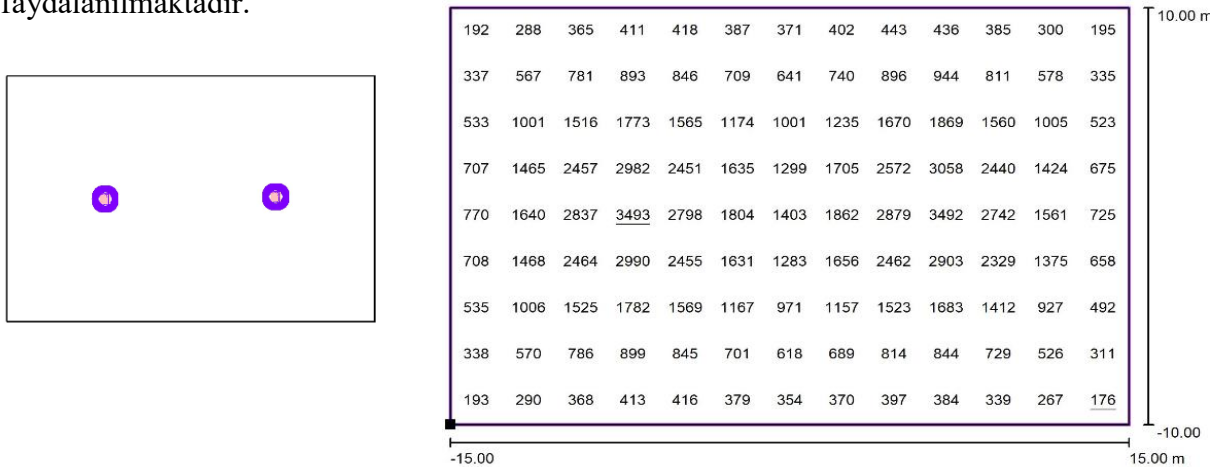 faydalanılmaktadır.
10.00 m
192 288 365 411 418 387 371 402 443 436 385 300 195
337 567 781 893 846 709 641 740 896 944 811 578 335
533 1001 1516 1773 1565 1174 1001 1235 1670 1869 1560 1005 523
707 1465 2457 2982 2451 1635 1299 1705 2572 3058 2440 1424 675
770 1640 2837 3493 2798 1804 1403 1862 2879 3492 2742 1561 725
708 1468 2464 2990 2455 1631 1283 1656 2462 2903 2329 1375 658
535 1006 1525 1782 1569 1167 971 1157 1523 1683 1412 927 492
338 570 786 899 845 701 618 689 814 844 729 526 311
193 290 368 413 416 379 354 370 397 384 339 267 176
-10.00
-15.00 15.00 m